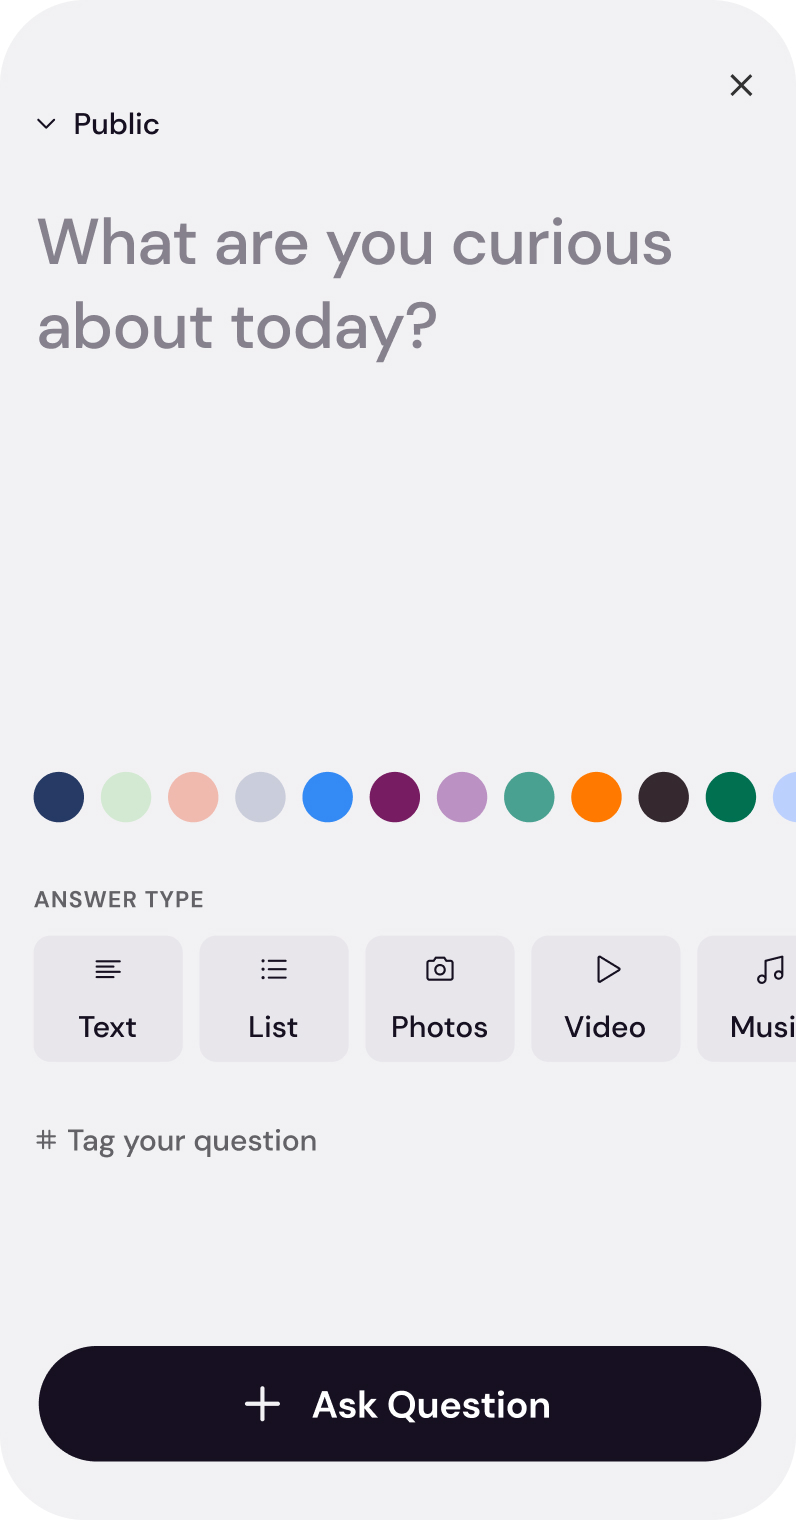 Public
What are you curious
about today?
ANSWER TYPE
Text
List
Photos
Video
Musi
# Tag your question
Ask Question